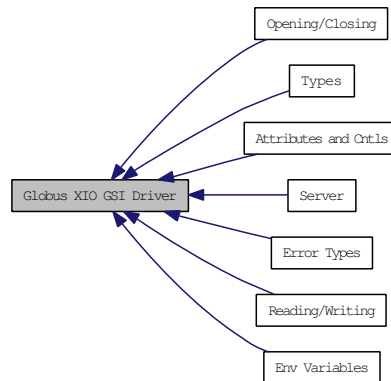 Opening/Closing
Types
Attributes and Cntls
Globus XIO GSI Driver
Server
Error Types
Reading/Writing
Env Variables